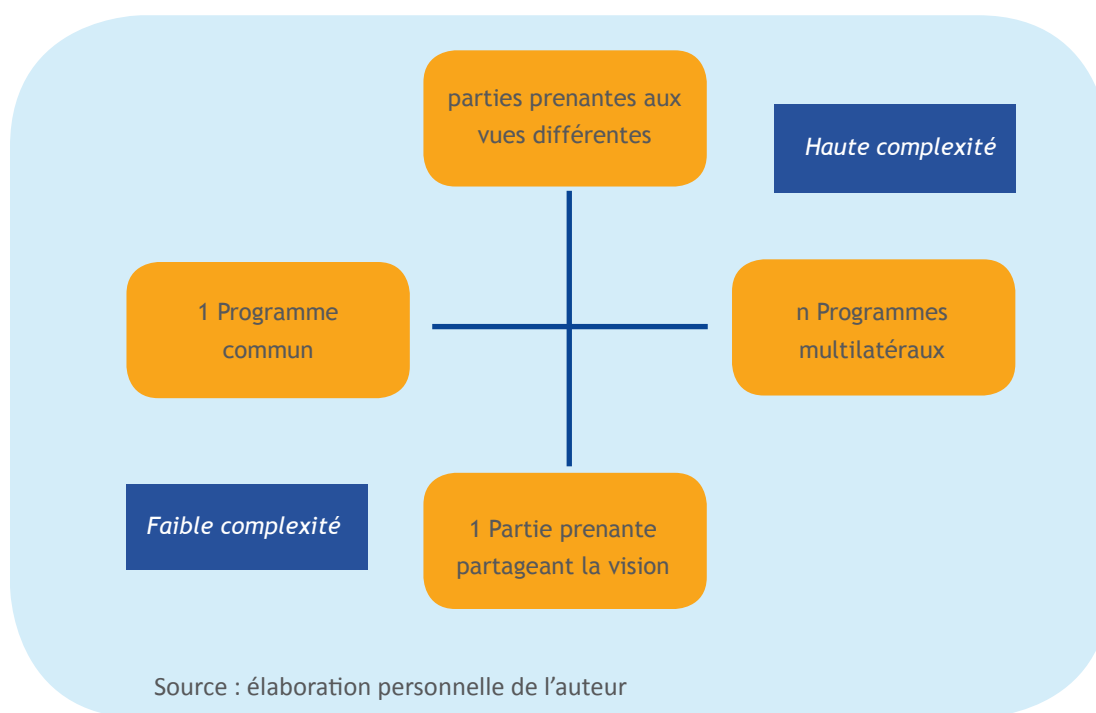 parties prenantes aux
vues différentes
Haute complexité
1 Programme
commun
n Programmes
multilatéraux
Faible complexité
1 Partie prenante
partageant la vision
Source : élaboration personnelle de l’auteur